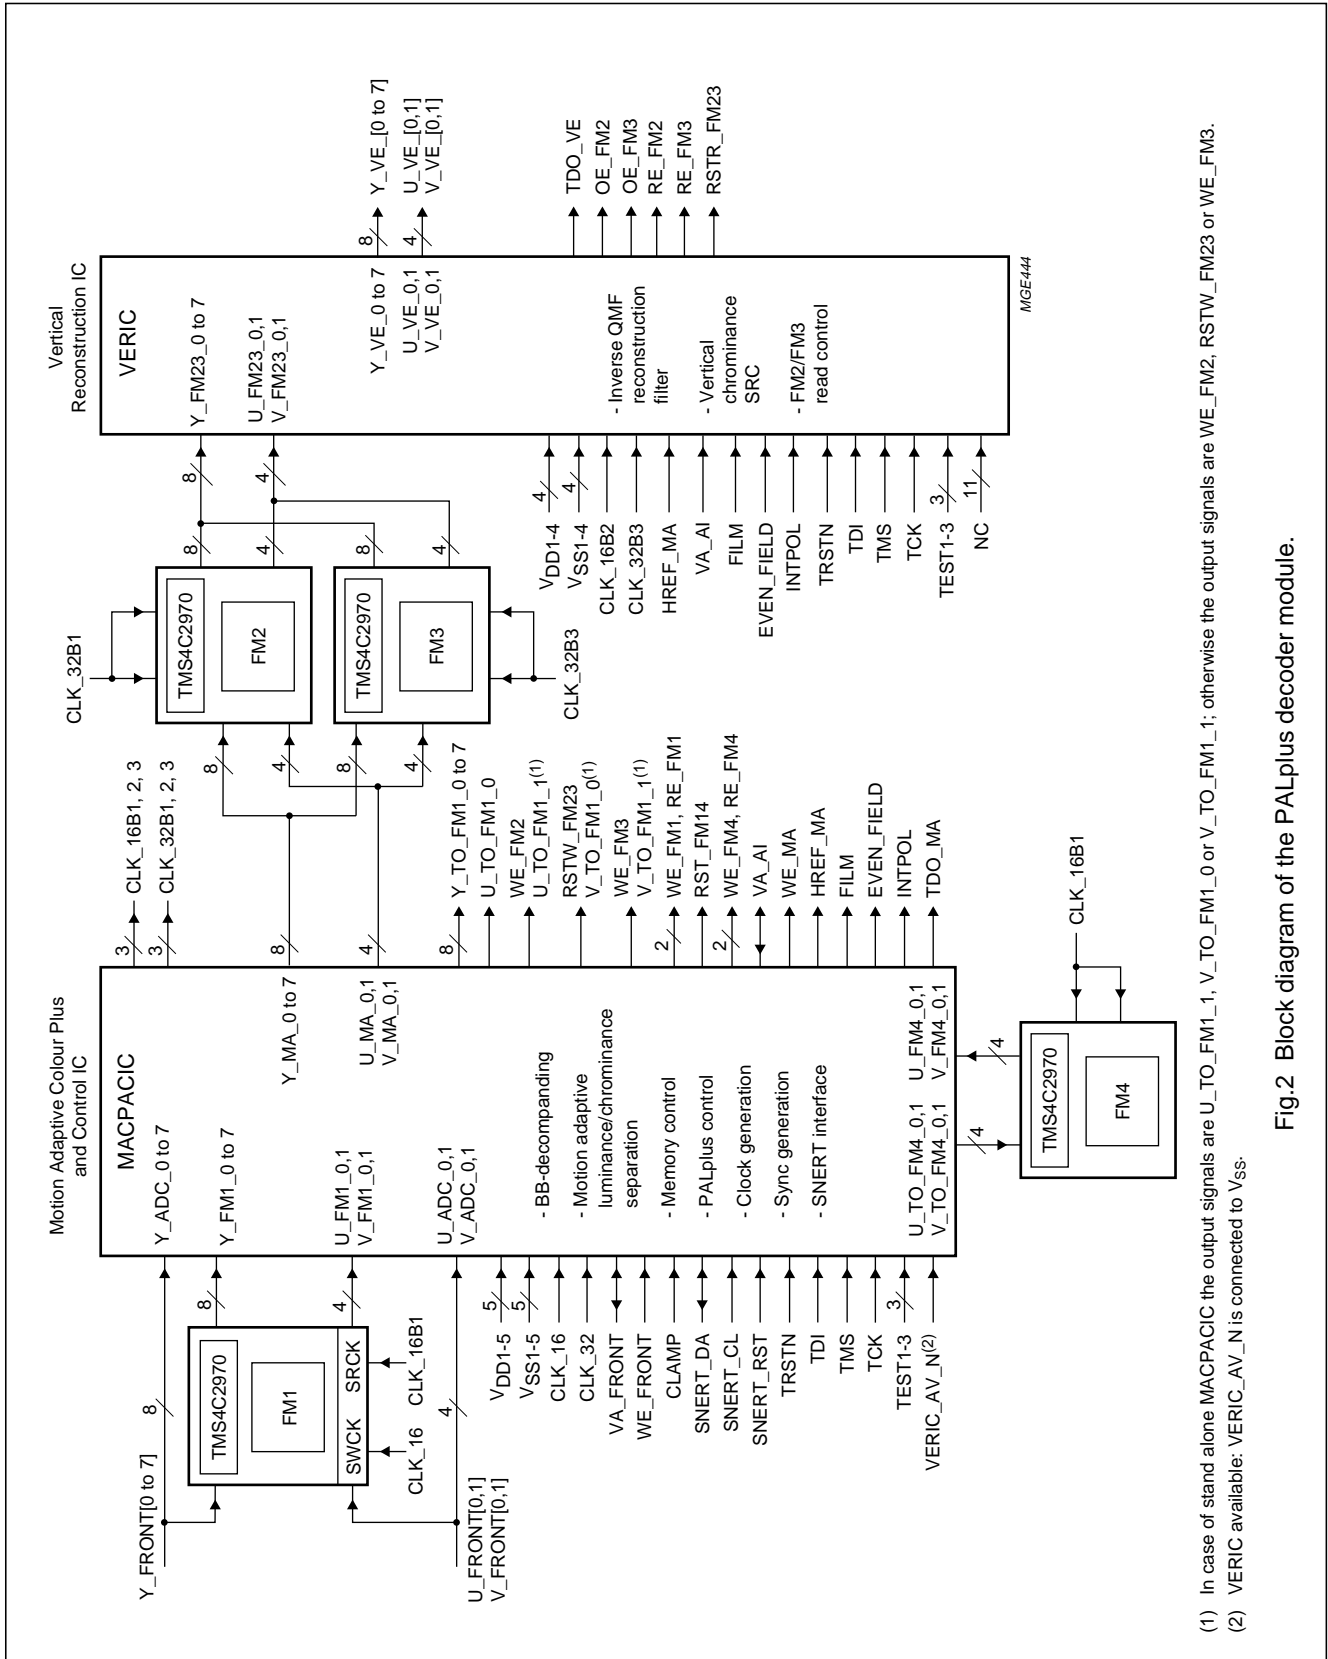 Y_FRONT[0 to 7]
U_FRONT[0,1]
V_FRONT[0,1]
8
4
TMS4C2970
FM1
SWCK
SRCK
CLK_16
CLK_16B1
8
4
Motion Adaptive Colour Plus
and Control IC
MACPACIC
Y_ADC_0 to 7
Y_FM1_0 to 7
U_FM1_0,1
V_FM1_0,1
U_ADC_0,1
V_ADC_0,1
VDD1-5
5
VSS1-5
5
CLK_16
CLK_32
VA_FRONT
WE_FRONT
CLAMP
SNERT_DA
SNERT_CL
SNERT_RST
TRSTN
TDI
TMS
TCK
TEST1-3
3
VERIC_AV_N(2)
- BB-decompanding
- Motion adaptive
luminance/chrominance
separation
- Memory control
- PALplus control
- Clock generation
- Sync generation
- SNERT interface
U_TO_FM4_0,1
V_TO_FM4_0,1
U_FM4_0,1
V_FM4_0,1
4
4
TMS4C2970
FM4
CLK_16B1
Y_MA_0 to 7
U_MA_0,1
V_MA_0,1
3
CLK_16B1, 2, 3
3
CLK_32B1, 2, 3
8
4
8
Y_TO_FM1_0 to 7
U_TO_FM1_0
WE_FM2
U_TO_FM1_1(1)
RSTW_FM23
V_TO_FM1_0(1)
WE_FM3
V_TO_FM1_1(1)
2
WE_FM1, RE_FM1
RST_FM14
2
WE_FM4, RE_FM4
VA_AI
WE_MA
HREF_MA
FILM
EVEN_FIELD
INTPOL
TDO_MA
8
4
8
4
CLK_32B1
TMS4C2970
FM2
TMS4C2970
FM3
CLK_32B3
8
4
8
4
8
4
Vertical
Reconstruction IC
VERIC
Y_FM23_0 to 7
U_FM23_0,1
V_FM23_0,1
VDD1-4
4
VSS1-4
4
CLK_16B2
CLK_32B3
HREF_MA
VA_AI
FILM
EVEN_FIELD
INTPOL
TRSTN
TDI
TMS
TCK
TEST1-3
3
NC
11
- Inverse QMF
reconstruction
filter
- Vertical
chrominance
SRC
- FM2/FM3
read control
Y_VE_0 to 7
U_VE_0,1
V_VE_0,1
8
Y_VE_[0 to 7]
4
U_VE_[0,1]
V_VE_[0,1]
TDO_VE
OE_FM2
OE_FM3
RE_FM2
RE_FM3
RSTR_FM23
MGE444
(1) In case of stand alone MACPACIC the output signals are U_TO_FM1_1, V_TO_FM1_0 or V_TO_FM1_1; otherwise the output signals are WE_FM2, RSTW_FM23 or WE_FM3.
(2) VERIC available: VERIC_AV_N is connected to VSS.
Fig.2 Block diagram of the PALplus decoder module.